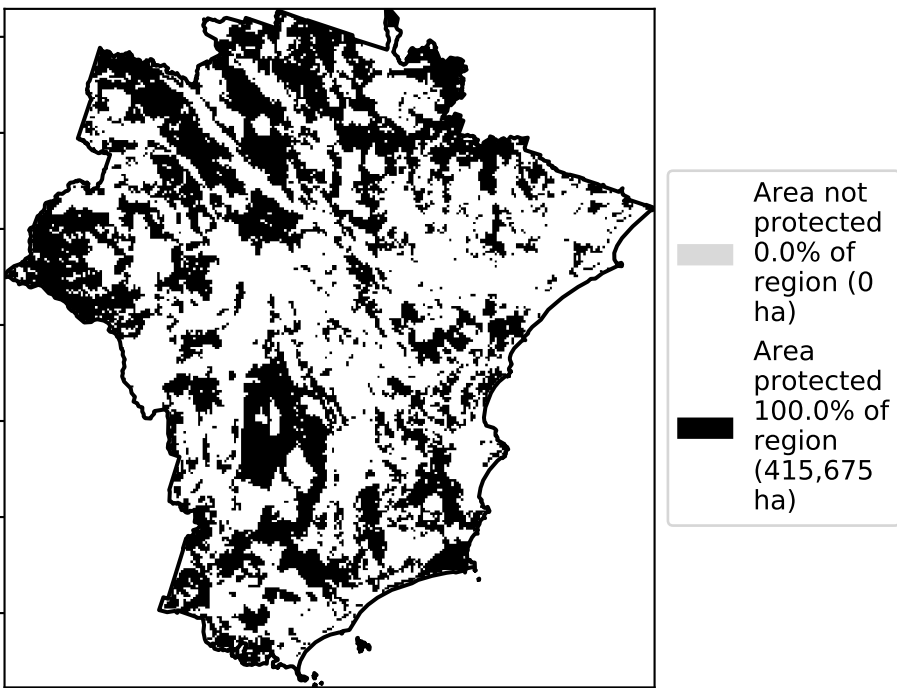 Area not
protected
0.0% of
region (0
ha)
Area
protected
100.0% of
region
(415,675
ha)